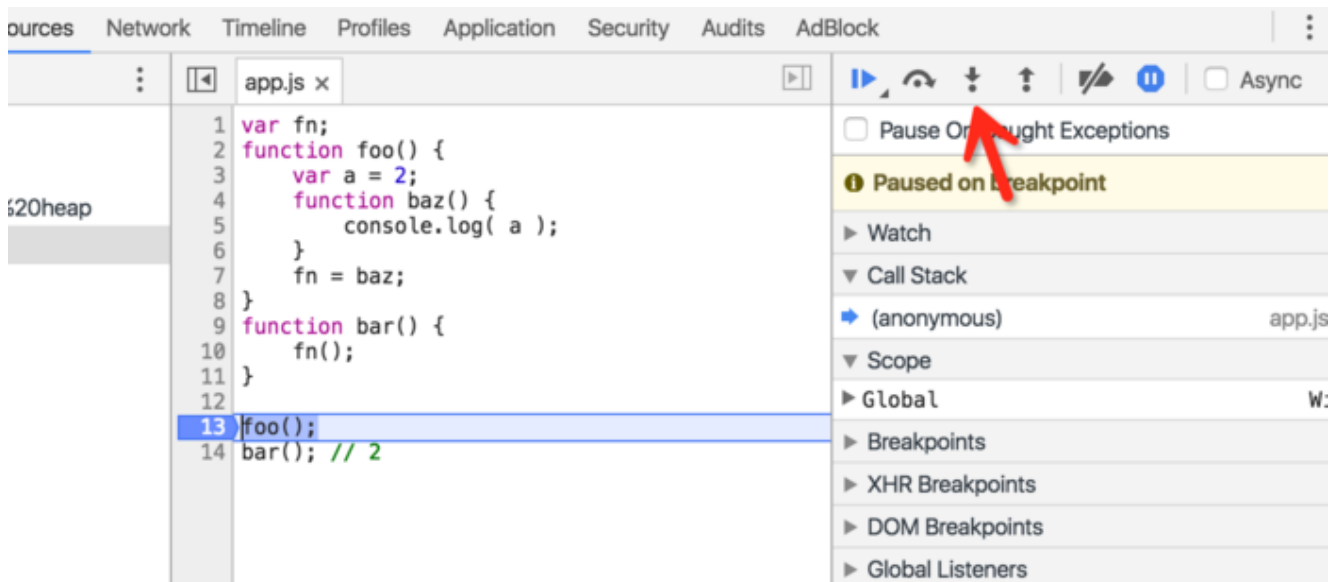 ources Network Timeline Profiles Application Security Audits AdBlock
app.js ×
Async
1 var fn;
2 function foo() {
3 var a = 2;
4 function baz() {
5 console.log( a );
6 }
7 fn = baz;
8 }
9 function bar() {
10 fn();
11 }
12
13 foo();
14 bar(); // 2
%20heap
Pause On ught Exceptions
Paused on breakpoint
Watch
Call Stack
(anonymous) app.js
Scope
Global
Breakpoints
XHR Breakpoints
DOM Breakpoints
Global Listeners